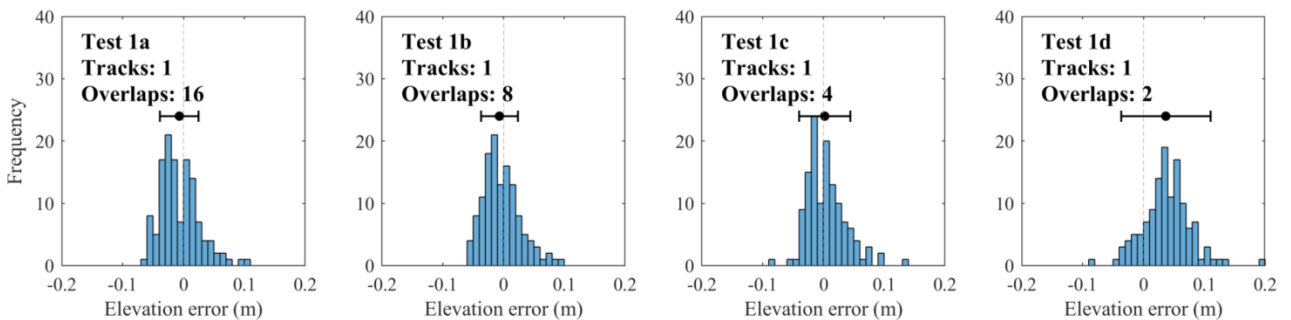 40
30
20
10
0
Frequency
Test 1a
Tracks: 1
Overlaps: 16
-0.2 -0.1 0 0.1 0.2
Elevation error (m)
40
30
20
10
0
Test 1b
Tracks: 1
Overlaps: 8
-0.2 -0.1 0 0.1 0.2
Elevation error (m)
40
30
20
10
0
Test 1c
Tracks: 1
Overlaps: 4
-0.2 -0.1 0 0.1 0.2
Elevation error (m)
40
30
20
10
0
Test 1d
Tracks: 1
Overlaps: 2
-0.2 -0.1 0 0.1 0.2
Elevation error (m)